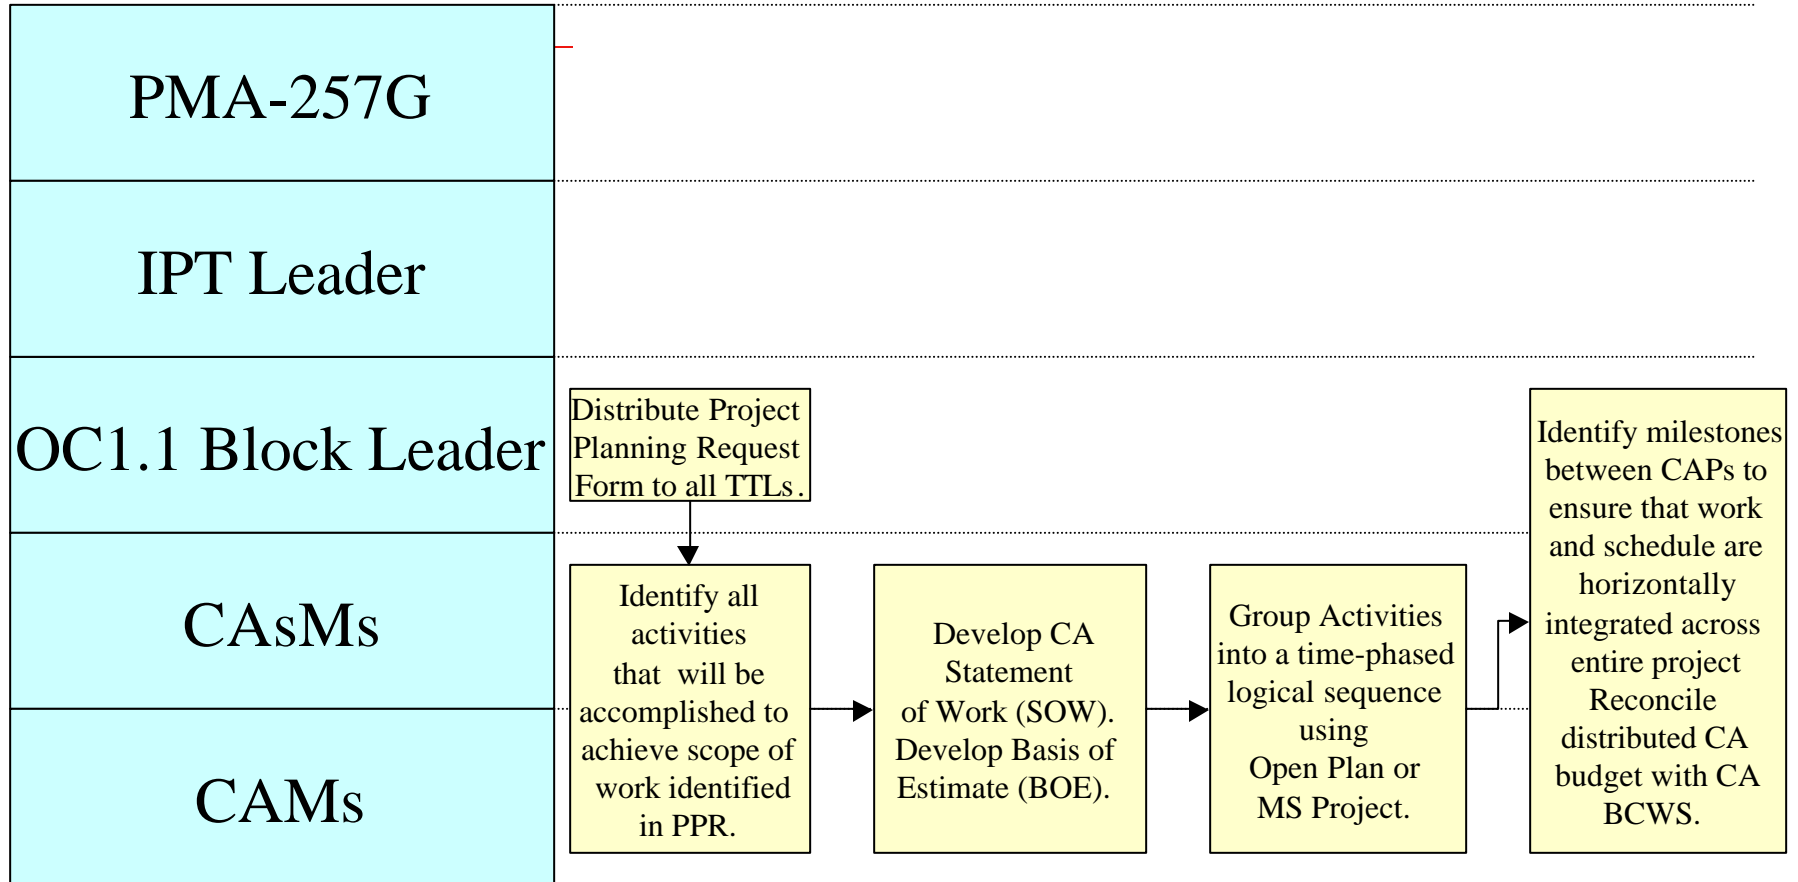 PMA-257G
IPT Leader
OC1.1 Block Leader
CAsMs
CAMs
Distribute Project
Planning Request
Form to all TTLs.
Identify all
activities
that will be
accomplished to
achieve scope of
work identified
in PPR.
Develop CA
Statement
of Work (SOW).
Develop Basis of
Estimate (BOE).
Group Activities
into a time-phased
logical sequence
using
Open Plan or
MS Project.
Identify milestones
between CAPs to
ensure that work
and schedule are
horizontally
integrated across
entire project
Reconcile
distributed CA
budget with CA
BCWS.